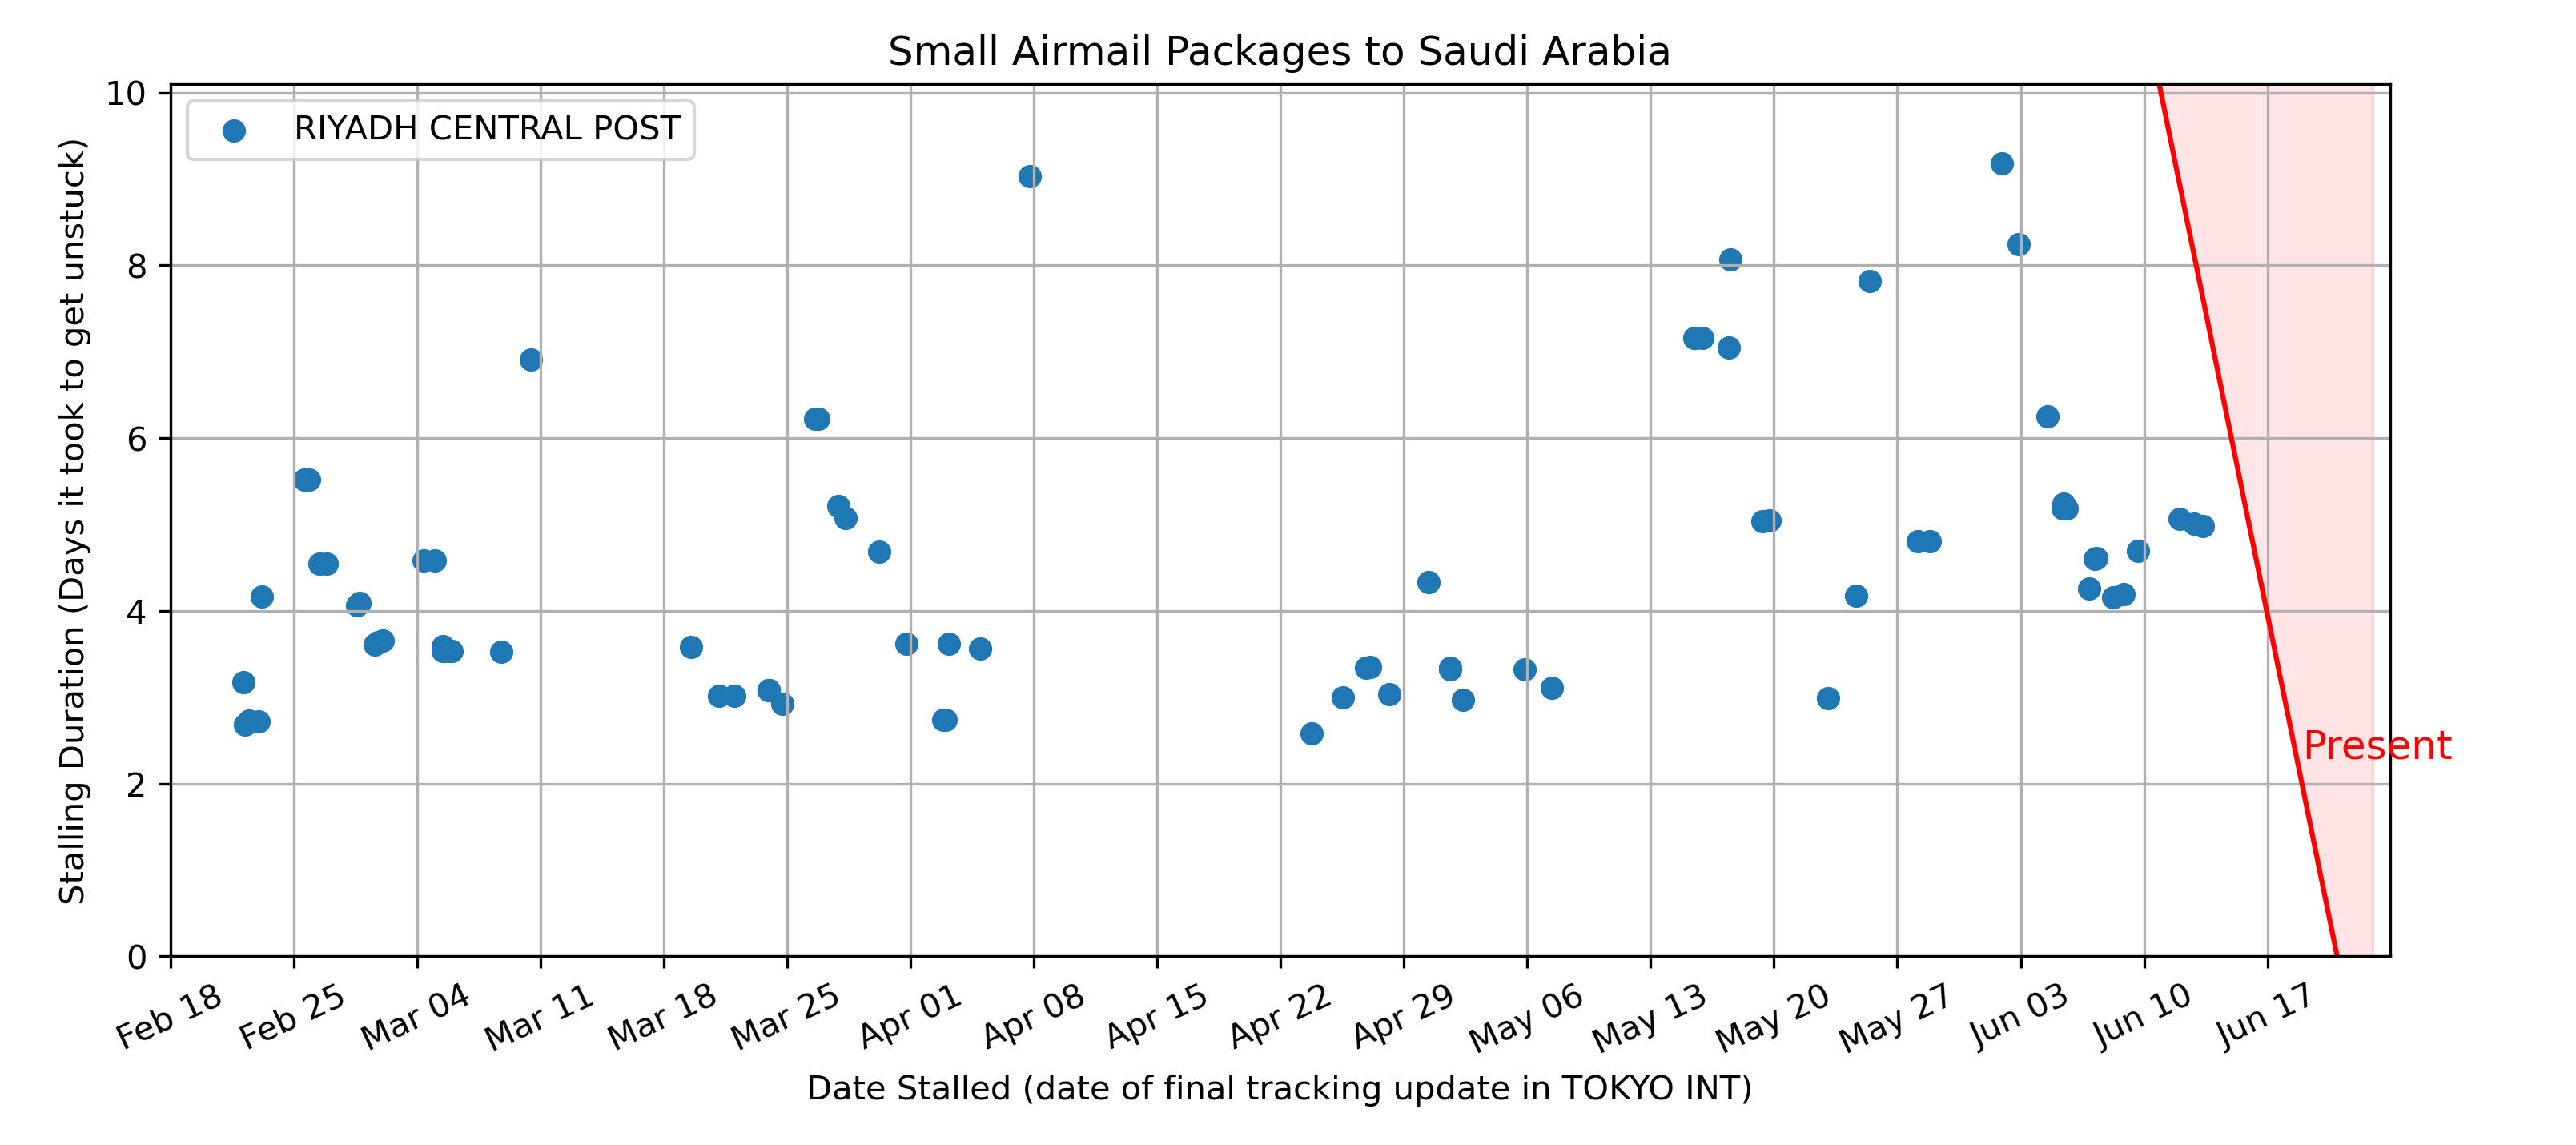 Small Airmail Packages to Saudi Arabia
RIYADH CENTRAL POST
Stalling Duration (Days it took to get unstuck)
10
8
6
4
2
0
Present
Feb 18
Feb 25
Mar 04
Mar 11
Mar 18
Mar 25
Apr 01
Apr 08
Apr 15
Apr 22
Apr 29
May 06
May 13
May 20
May 27
Jun 03
Jun 10
Jun 17
Date Stalled (date of final tracking update in TOKYO INT)